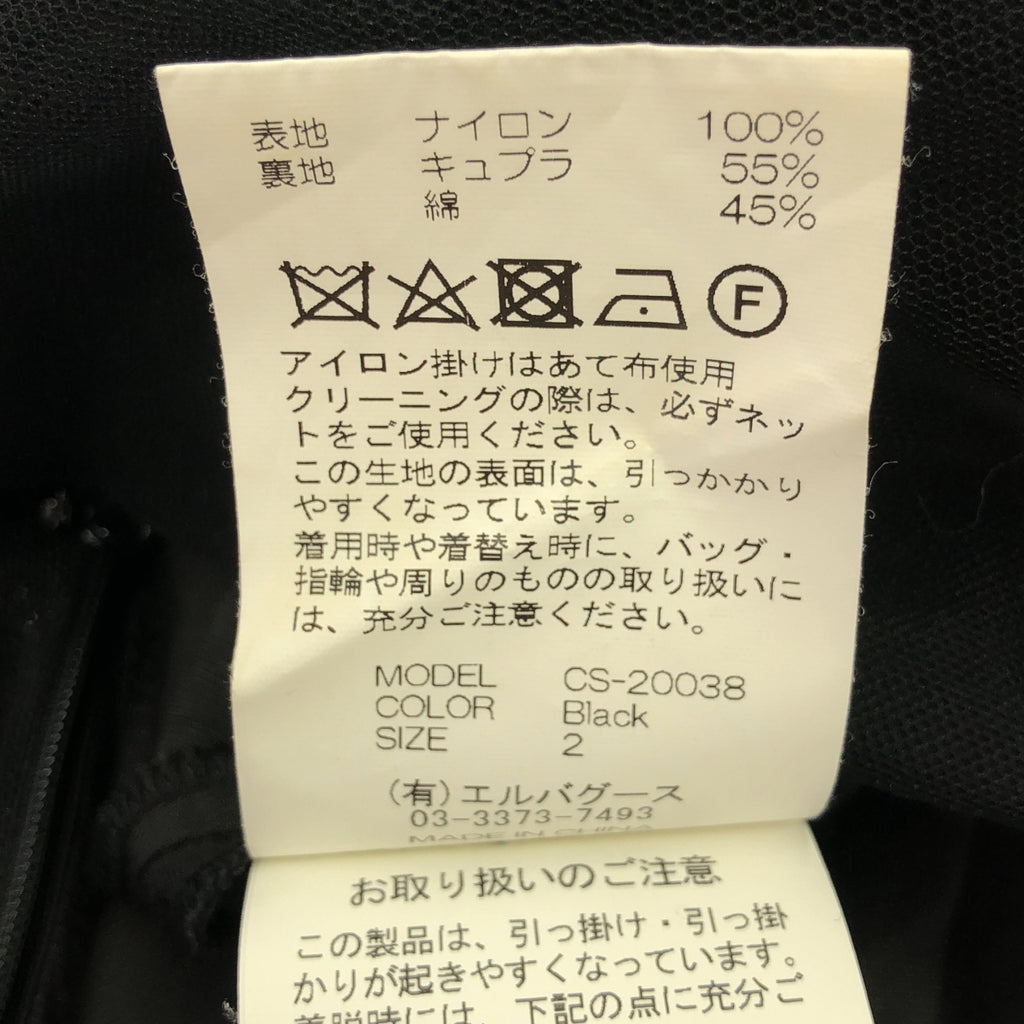 表地 ナイロン 100%
裏地 キュプラ 55%
綿 45%
F
アイロン掛けはあて布使用
クリーニングの際は、必ずネッ
トをご使用ください。
この生地の表面は、引っかかり
やすくなっています。
着用時や着替え時に、バッグ・
指輪や周りのものの取り扱いに
は、充分ご注意ください。
MODEL CS-20038
COLOR Black
SIZE 2
(有)エルバグース
03-3373-7493
MADE IN CHINA
お取り扱いのご注意
この製品は、引っ掛け・引っ掛
かりが起きやすくなっています。
着脱時には、下記の点に充分ご